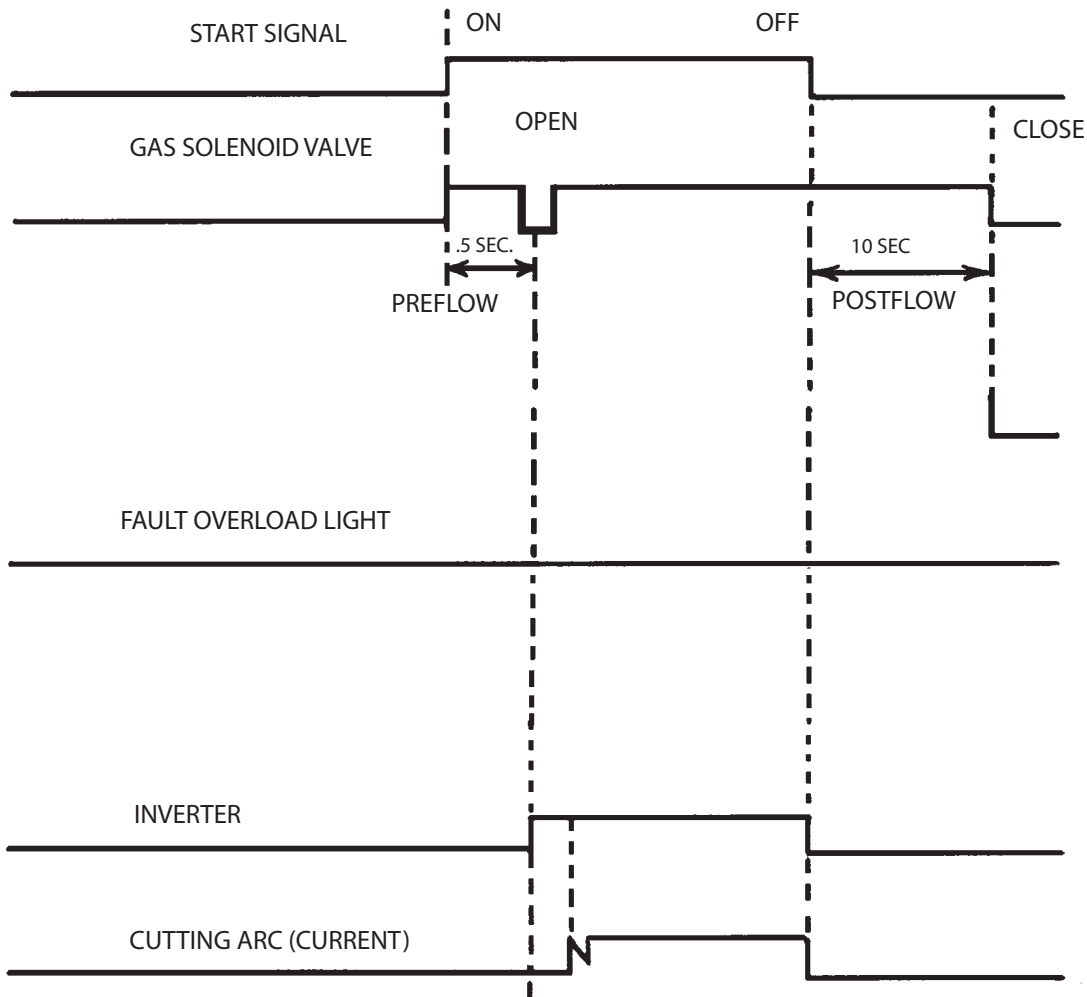 START SIGNAL
ON
OFF
GAS SOLENOID VALVE
OPEN
CLOSE
.5 SEC.
10 SEC
PREFLOW
POSTFLOW
FAULT OVERLOAD LIGHT
INVERTER
CUTTING ARC (CURRENT)